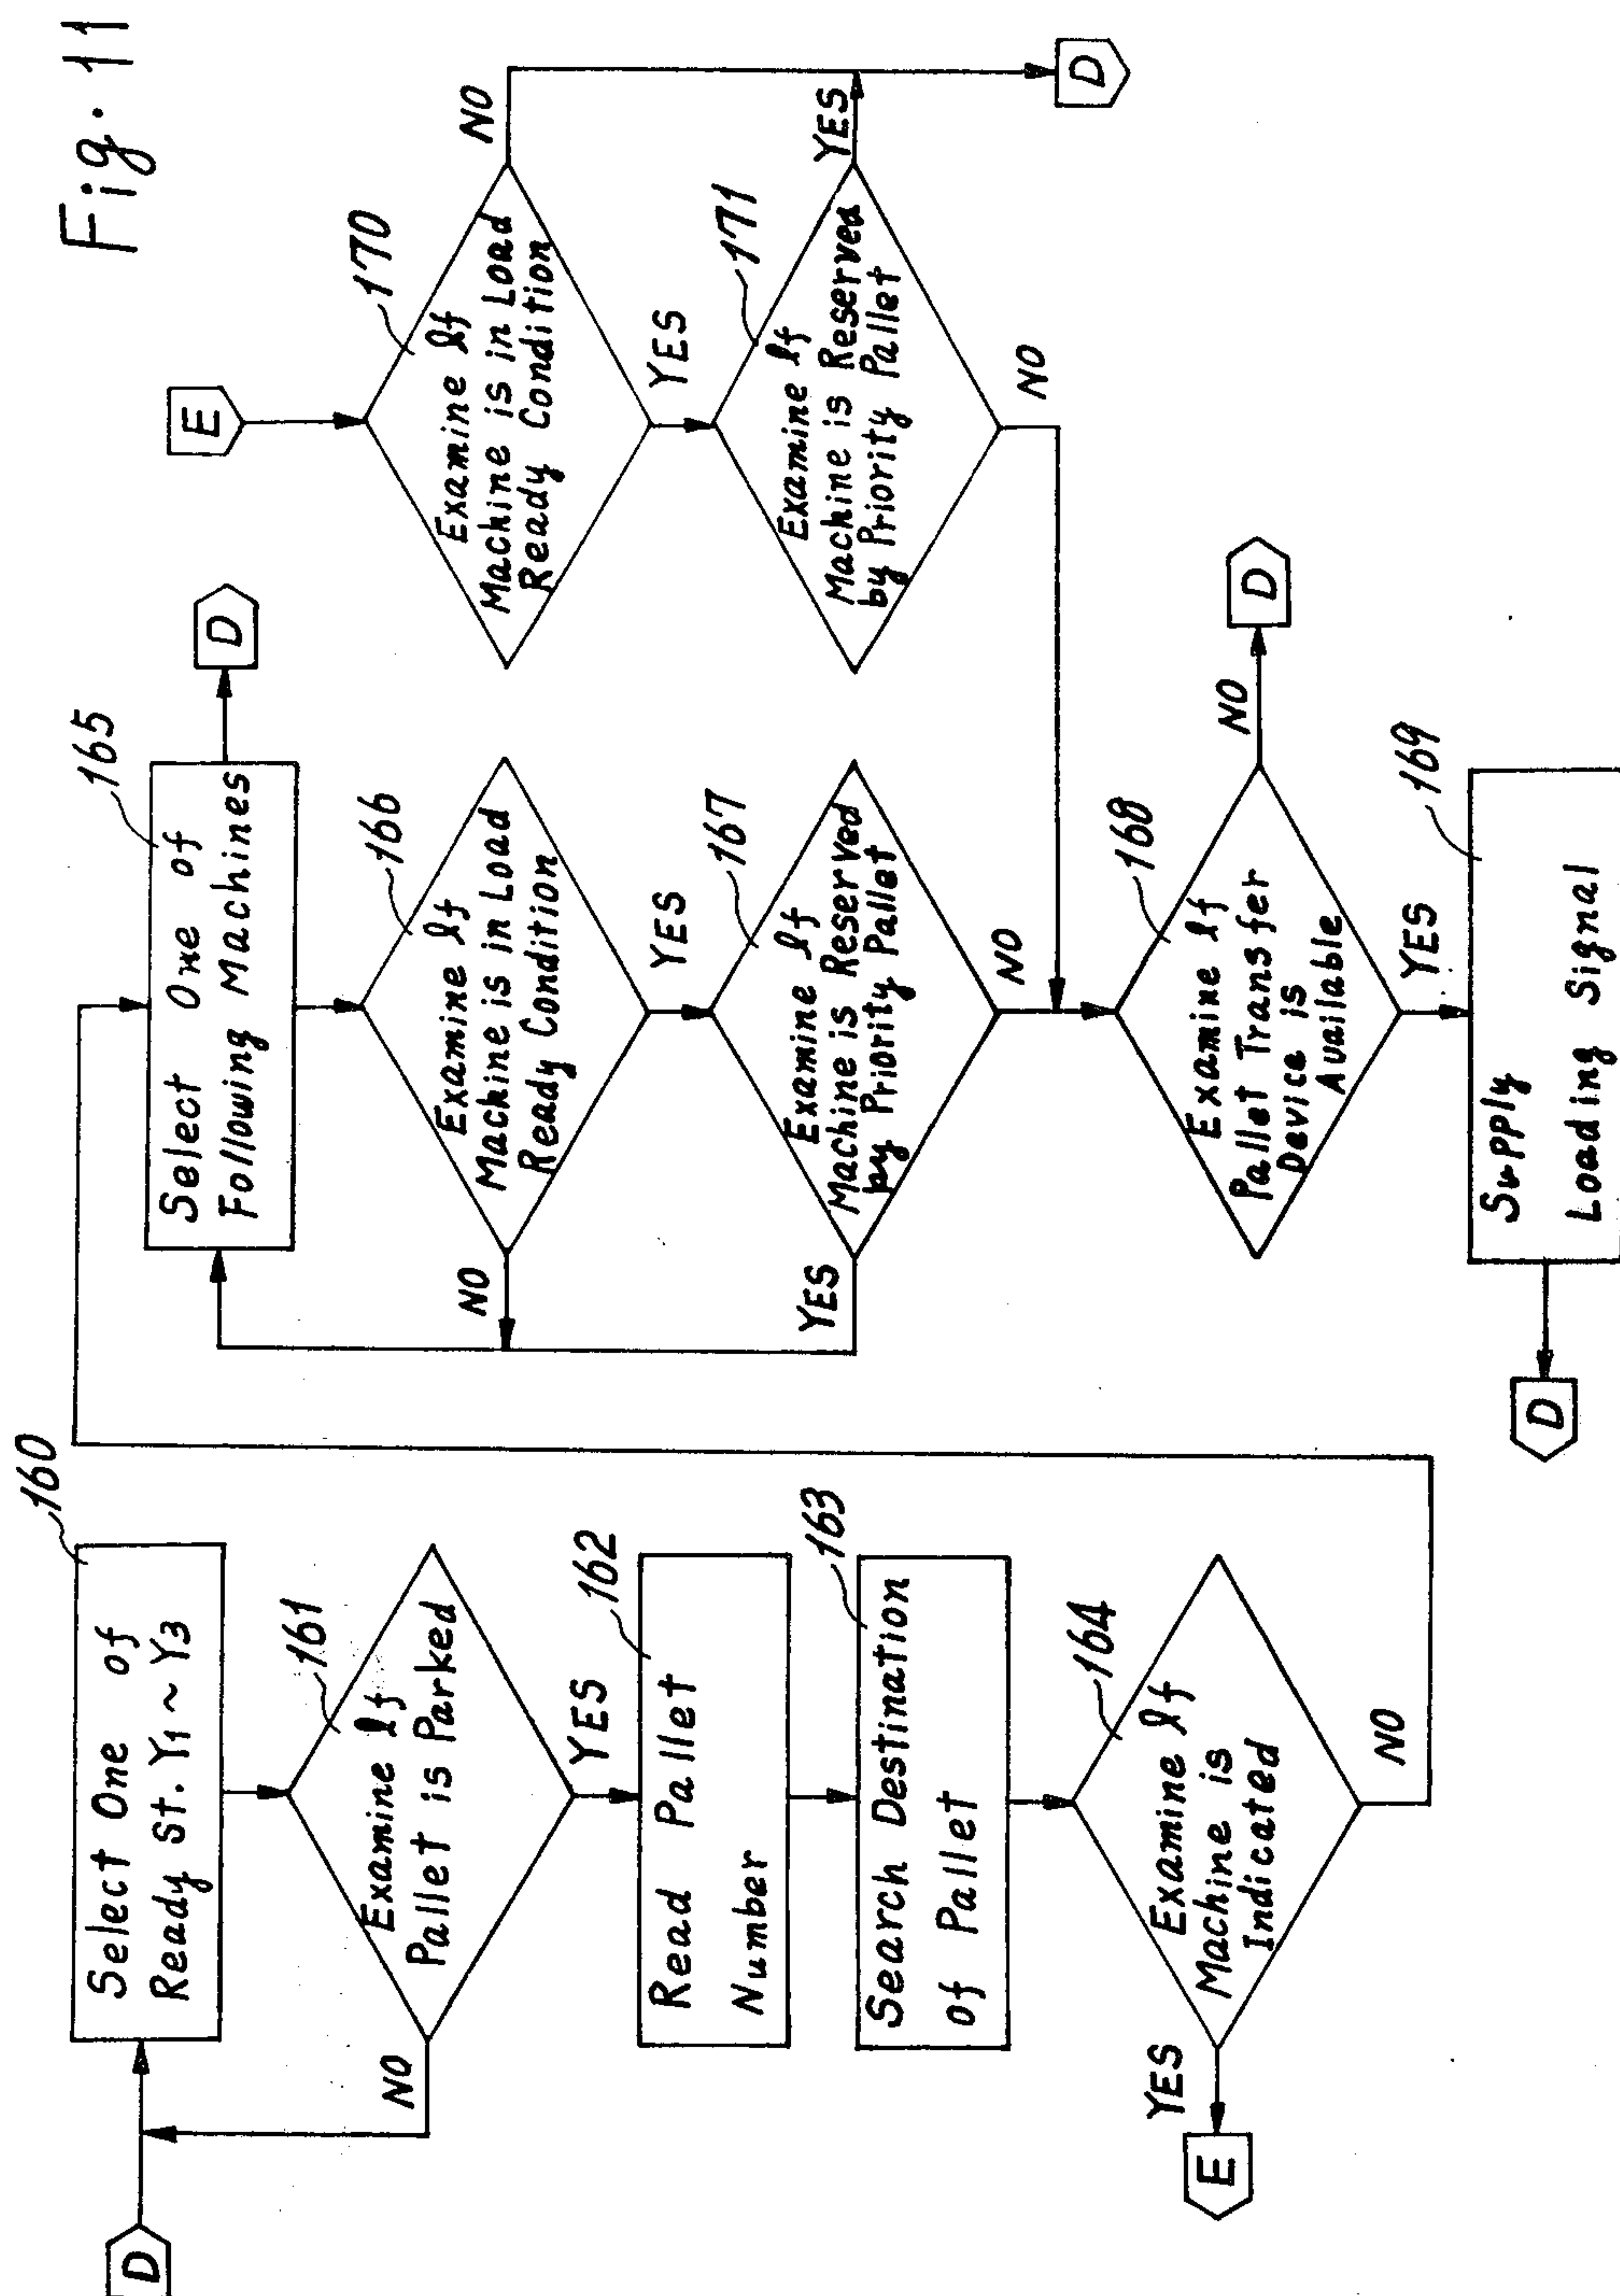 Fig. 11
D
160
Select One of
Ready St. Y1 ~ Y3
161
Examine If
Pallet is Parked
NO
YES
162
Read Pallet
Number
163
Search Destination
of Pallet
164
Examine If
Machine is
Indicated
YES
E
NO
165
Select One of
Following Machines
D
166
Examine If
Machine is in Load
Ready Condition
NO
YES
167
Examine If
Machine is Reserved
by Priority Pallet
YES
NO
168
Examine If
Pallet Transfer
Device is
Available
NO
D
YES
169
Supply
Loading Signal
D
E
170
Examine If
Machine is in Load
Ready Condition
NO
YES
171
Examine If
Machine is Reserved
by Priority Pallet
YES
NO
D